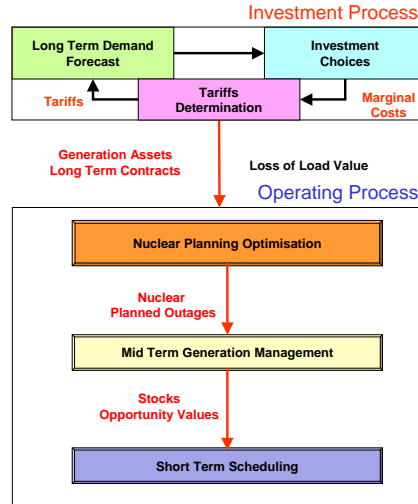 Investment Process
Long Term Demand
Forecast
Investment
Choices
Tariffs
Tariffs
Determination
Marginal
Costs
Generation Assets
Long Term Contracts
Loss of Load Value
Operating Process
Nuclear Planning Optimisation
Nuclear
Planned Outages
Mid Term Generation Management
Stocks
Opportunity Values
Short Term Scheduling